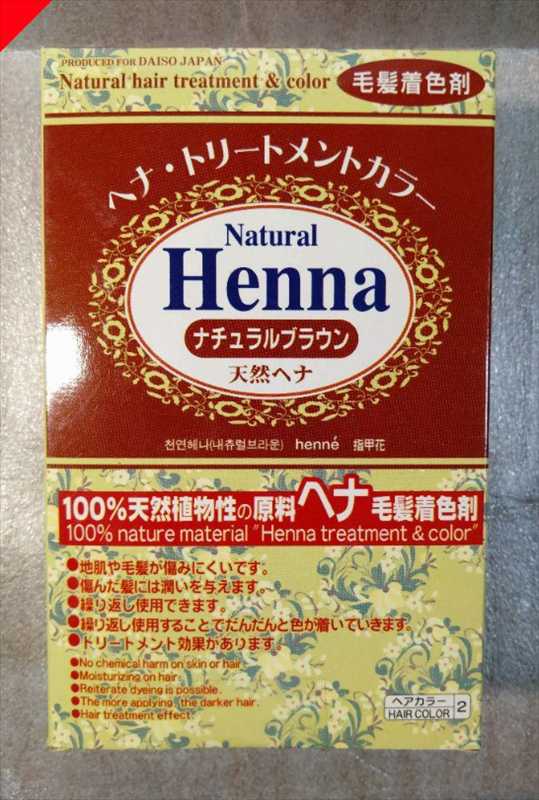 PRODUCED FOR DAISO JAPAN
Natural hair treatment & color
毛髪着色剤
ヘナ・トリートメントカラー
Natural
Henna
ナチュラルブラウン
天然ヘナ
천연헤나(내츄럴브라운) henné 指甲花
100%天然植物性の原料ヘナ毛髪着色剤
100% nature material "Henna treatment & color"
●地肌や毛髪が傷みにくいです。
●傷んだ髪には潤いを与えます。
●繰り返し使用できます。
●繰り返し使用することでだんだんと色が着いていきます。
●トリートメント効果があります。
●No chemical harm on skin or hair.
●Moisturizing on hair.
●Reiterate dyeing is possible.
●The more applying, the darker hair.
●Hair treatment effect.
ヘアカラー
HAIR COLOR 2